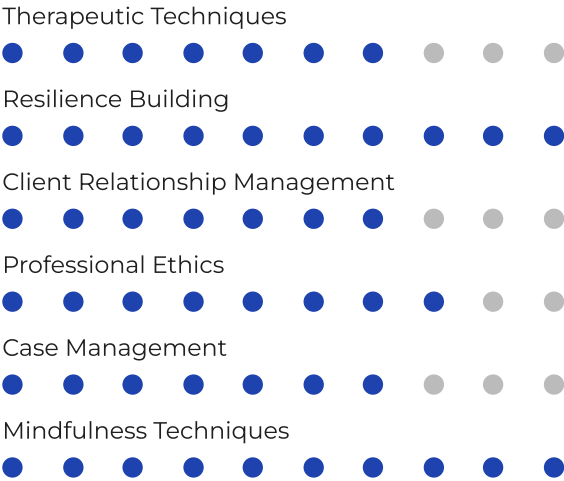 Therapeutic Techniques
Resilience Building
Client Relationship Management
Professional Ethics
Case Management
Mindfulness Techniques